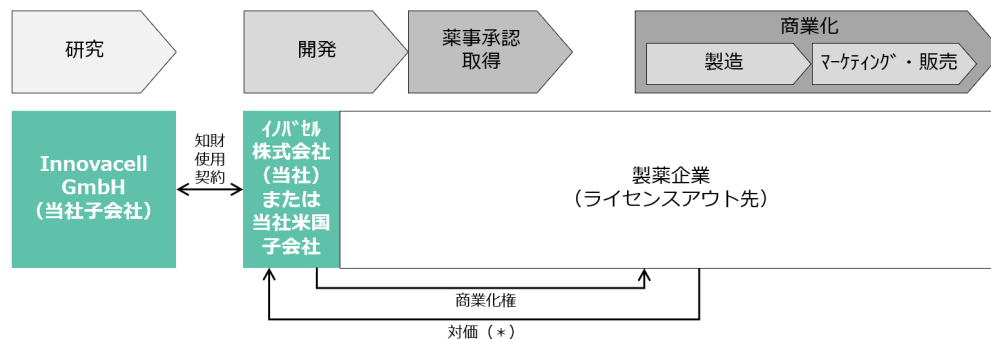 研究
開発
薬事承認
取得
商業化
製造
ﾏｰｹﾃｨﾝｸﾞ・販売
Innovacell
GmbH
（当社子会社）
知財
使用
契約
ｲﾉﾊﾞｾﾙ
株式会社
（当社）
または
当社米国
子会社
製薬企業
（ライセンスアウト先）
商業化権
対価（＊）